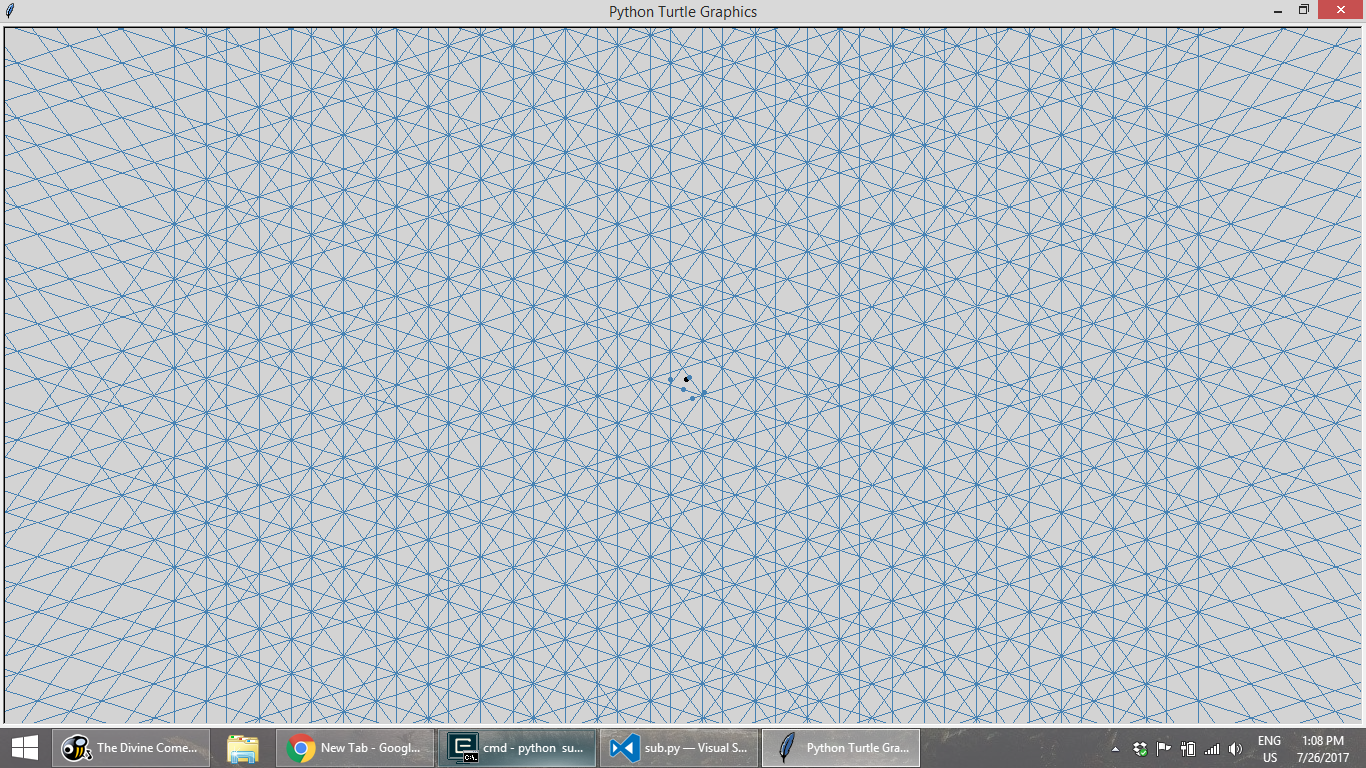 Python Turtle Graphics
The Divine Come...
New Tab - Googl...
C:\.
cmd - python su...
sub.py — Visual S...
Python Turtle Gra...
ENG
US
1:08 PM
7/26/2017